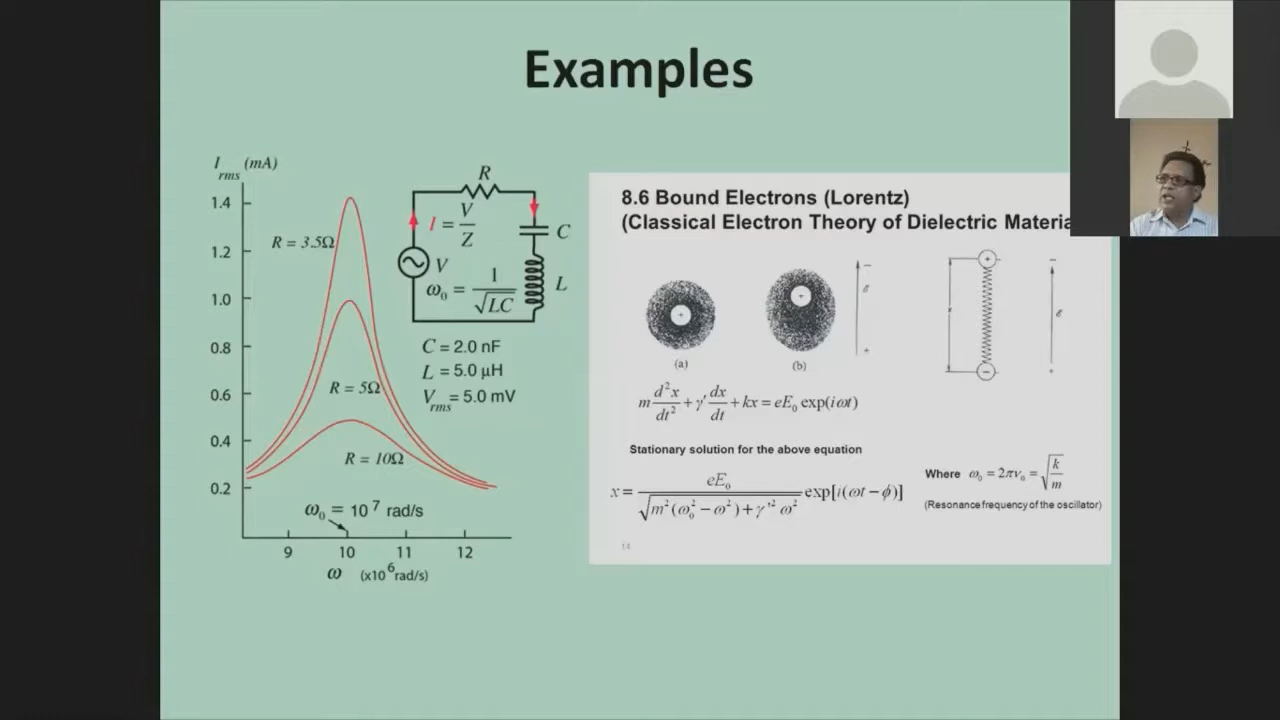 Examples
I_rms (mA)
1.4
1.2
1.0
0.8
0.6
0.4
0.2
R = 3.5Ω
R = 5Ω
R = 10Ω
ω₀ = 10⁷ rad/s
9 10 11 12
ω (x10⁶ rad/s)
R
I = V/Z
C
V
L
ω₀ = 1/√LC
C = 2.0 nF
L = 5.0 μH
V_rms = 5.0 mV
8.6 Bound Electrons (Lorentz)
(Classical Electron Theory of Dielectric Materia
(a)
(b)
m d²x/dt² + γ' dx/dt + kx = eE₀ exp(iωt)
Stationary solution for the above equation
x = eE₀/√m²(ω₀² − ω²) + γ'² ω² exp[i(ωt − ϕ)]
Where ω₀ = 2πν₀ = √k/m
(Resonance frequency of the oscillator)
14